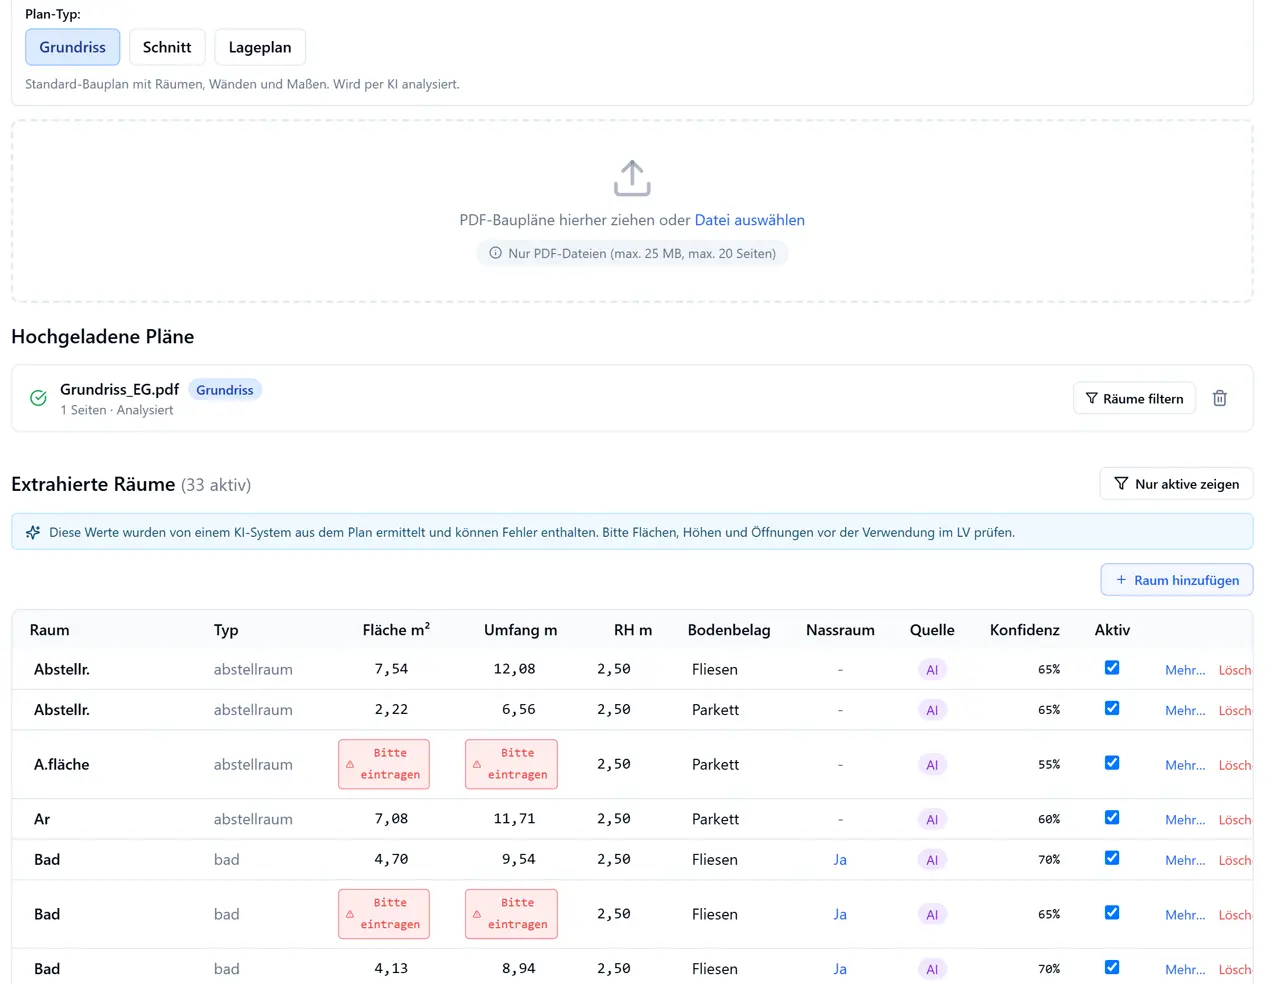 Plan-Typ:
Grundriss Schnitt Lageplan
Standard-Bauplan mit Räumen, Wänden und Maßen. Wird per KI analysiert.
PDF-Baupläne hierher ziehen oder Datei auswählen
Nur PDF-Dateien (max. 25 MB, max. 20 Seiten)
Hochgeladene Pläne
Grundriss_EG.pdf Grundriss
1 Seiten · Analysiert
Räume filtern
Extrahierte Räume (33 aktiv)
Nur aktive zeigen
Diese Werte wurden von einem KI-System aus dem Plan ermittelt und können Fehler enthalten. Bitte Flächen, Höhen und Öffnungen vor der Verwendung im LV prüfen.
+ Raum hinzufügen
Raum Typ Fläche m² Umfang m RH m Bodenbelag Nassraum Quelle Konfidenz Aktiv
Abstellr. abstellraum 7,54 12,08 2,50 Fliesen - AI 65% Mehr... Lösch
Abstellr. abstellraum 2,22 6,56 2,50 Parkett - AI 65% Mehr... Lösch
A.fläche abstellraum Bitte eintragen Bitte eintragen 2,50 Parkett - AI 55% Mehr... Lösch
Ar abstellraum 7,08 11,71 2,50 Parkett - AI 60% Mehr... Lösch
Bad bad 4,70 9,54 2,50 Fliesen Ja AI 70% Mehr... Lösch
Bad bad Bitte eintragen Bitte eintragen 2,50 Fliesen Ja AI 65% Mehr... Lösch
Bad bad 4,13 8,94 2,50 Fliesen Ja AI 70% Mehr... Lösch